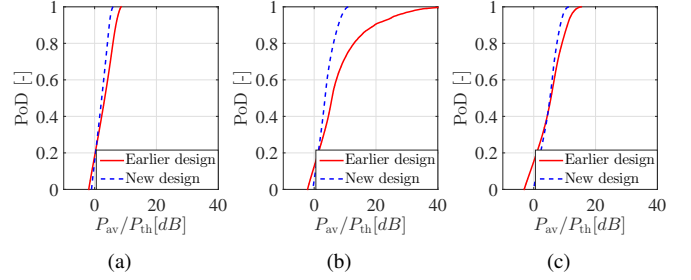 1
0.8
0.6
0.4
0.2
0
PoD [-]
Earlier design
New design
0 20 40
P_av/P_th[dB]
(a)
1
0.8
0.6
0.4
0.2
0
PoD [-]
Earlier design
New design
0 20 40
P_av/P_th[dB]
(b)
1
0.8
0.6
0.4
0.2
0
PoD [-]
Earlier design
New design
0 20 40
P_av/P_th[dB]
(c)